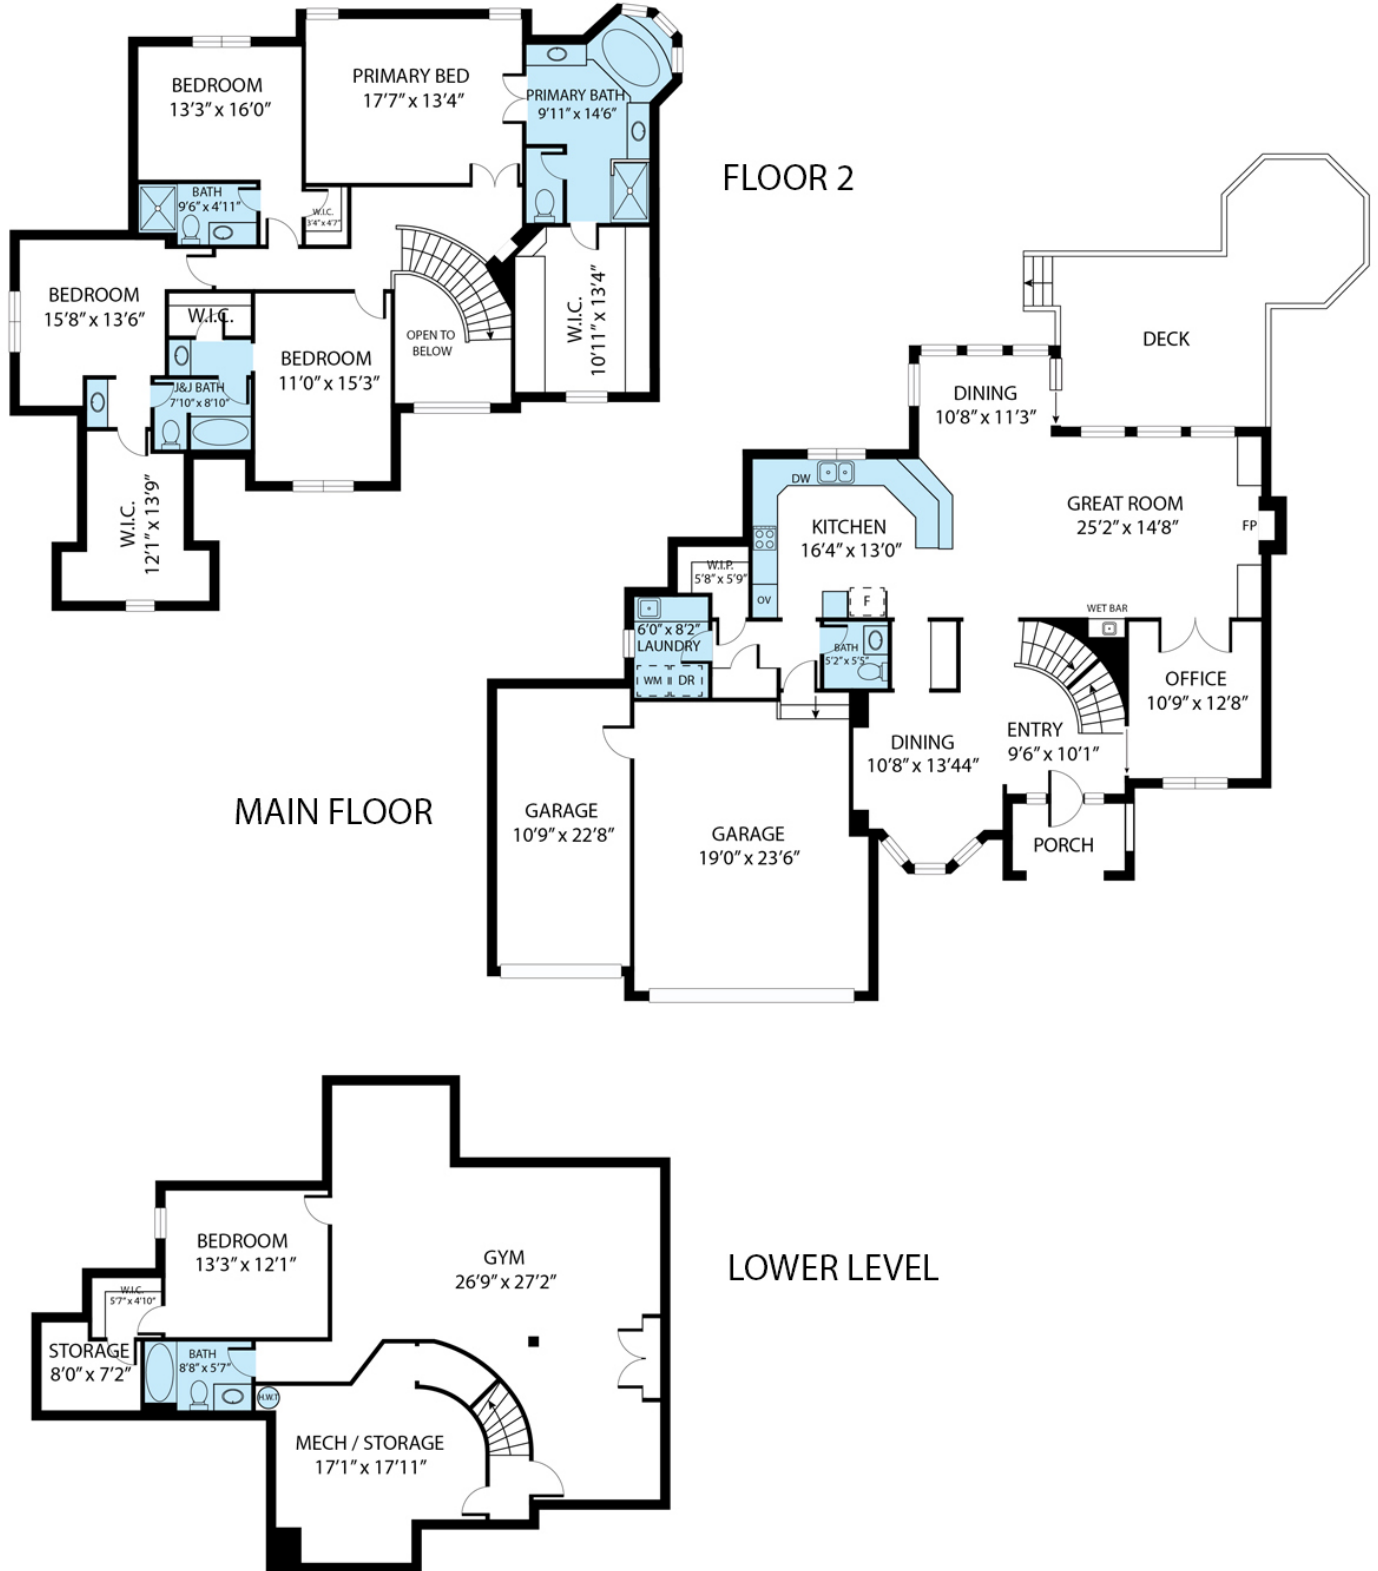 BEDROOM
13'3" x 16'0"
PRIMARY BED
17'7" x 13'4"
PRIMARY BATH
9'11" x 14'6"
FLOOR 2
BATH
9'6" x 4'11"
W.I.C.
3'4" x 4'7"
BEDROOM
15'8" x 13'6"
W.I.C.
BEDROOM
11'0" x 15'3"
OPEN TO
BELOW
W.I.C.
10'11" x 13'4"
J&J BATH
7'10" x 8'10"
W.I.C.
12'1" x 13'9"
DECK
DINING
10'8" x 11'3"
DW
KITCHEN
16'4" x 13'0"
GREAT ROOM
25'2" x 14'8"
FP
W.I.P.
5'8" x 5'9"
OV
F
WET BAR
6'0" x 8'2"
LAUNDRY
WM
DR
BATH
5'2" x 5'5"
OFFICE
10'9" x 12'8"
DINING
10'8" x 13'44"
ENTRY
9'6" x 10'1"
MAIN FLOOR
GARAGE
10'9" x 22'8"
GARAGE
19'0" x 23'6"
PORCH
BEDROOM
13'3" x 12'1"
GYM
26'9" x 27'2"
LOWER LEVEL
W.I.C.
5'7" x 4'10"
STORAGE
8'0" x 7'2"
BATH
8'8" x 5'7"
H.W.T
MECH / STORAGE
17'1" x 17'11"